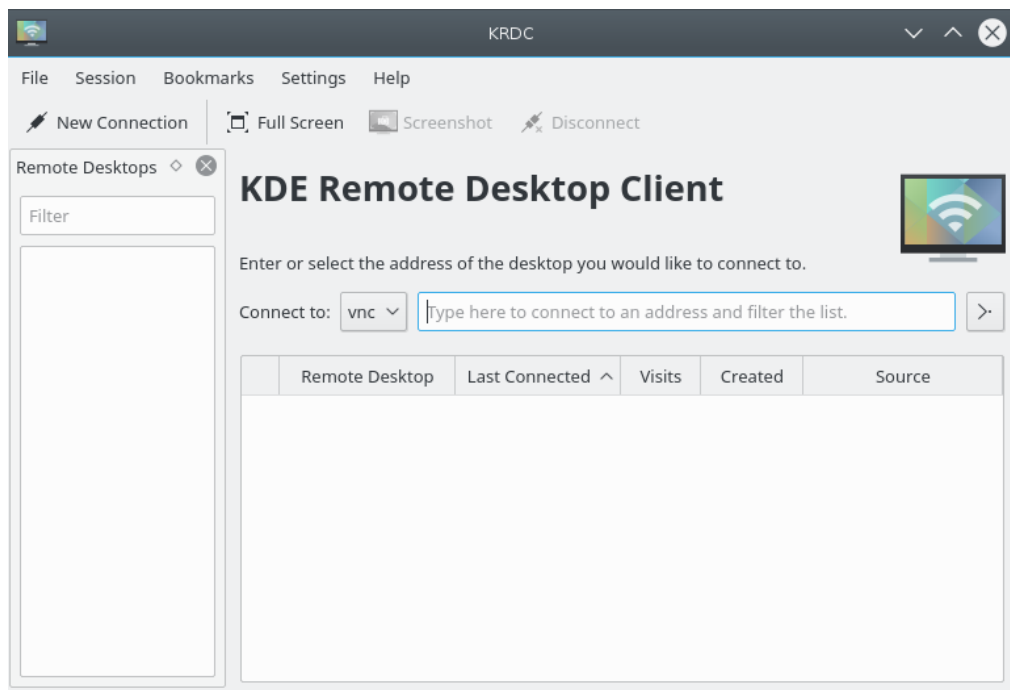 KRDC
File Session Bookmarks Settings Help
New Connection Full Screen Screenshot Disconnect
Remote Desktops
Filter
KDE Remote Desktop Client
Enter or select the address of the desktop you would like to connect to.
Connect to: vnc Type here to connect to an address and filter the list.
Remote Desktop Last Connected Visits Created Source